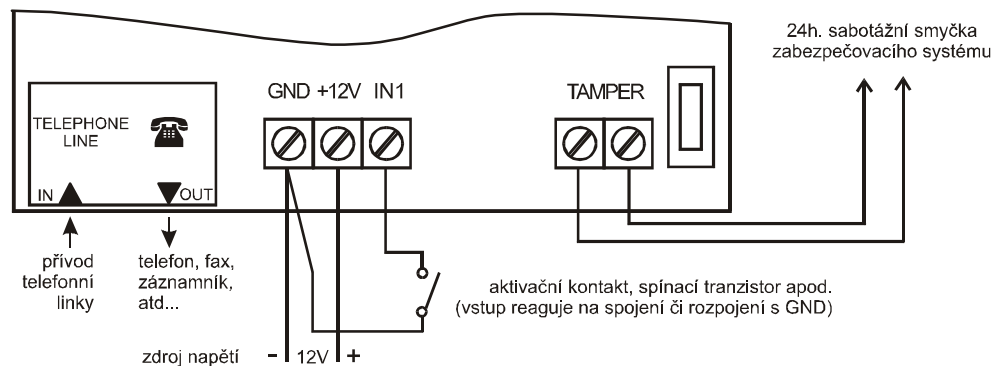 24h. sabotážní smyčka
zabezpečovacího systému
GND +12V IN1
TAMPER
TELEPHONE
LINE
IN
OUT
přívod
telefonní
linky
telefon, fax,
záznamník,
atd...
aktivační kontakt, spínací tranzistor apod.
(vstup reaguje na spojení či rozpojení s GND)
zdroj napětí - 12V +